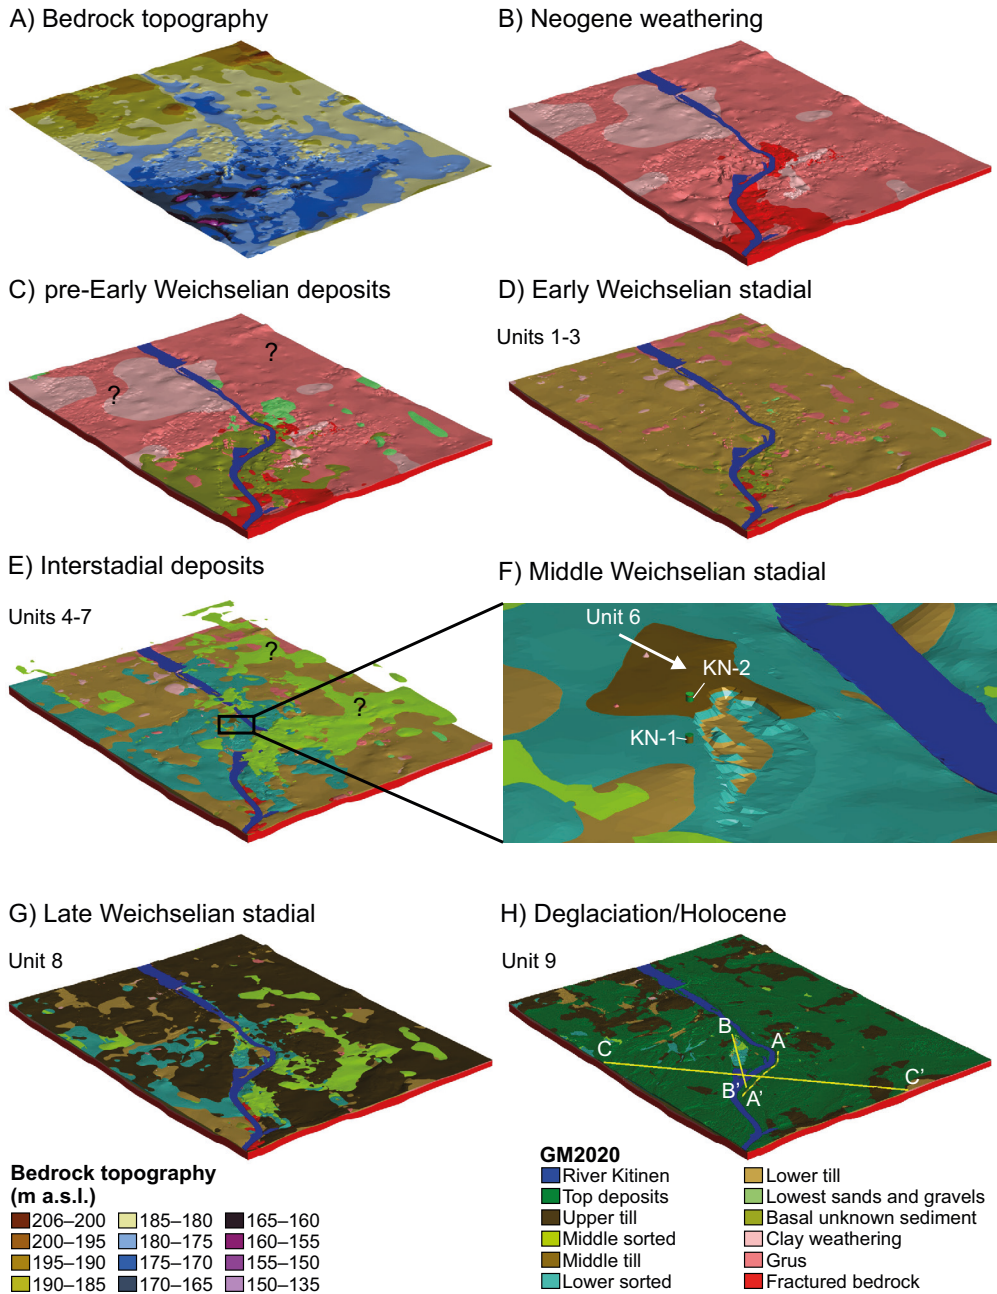 A) Bedrock topography
B) Neogene weathering
C) pre-Early Weichselian deposits
?
?
D) Early Weichselian stadial
Units 1-3
E) Interstadial deposits
Units 4-7
?
?
F) Middle Weichselian stadial
Unit 6
KN-2
KN-1
G) Late Weichselian stadial
Unit 8
H) Deglaciation/Holocene
Unit 9
B
A
C
C'
B'
A'
Bedrock topography
(m a.s.l.)
206–200
200–195
195–190
190–185
185–180
180–175
175–170
170–165
165–160
160–155
155–150
150–135
GM2020
River Kitinen
Top deposits
Upper till
Middle sorted
Middle till
Lower sorted
Lower till
Lowest sands and gravels
Basal unknown sediment
Clay weathering
Grus
Fractured bedrock